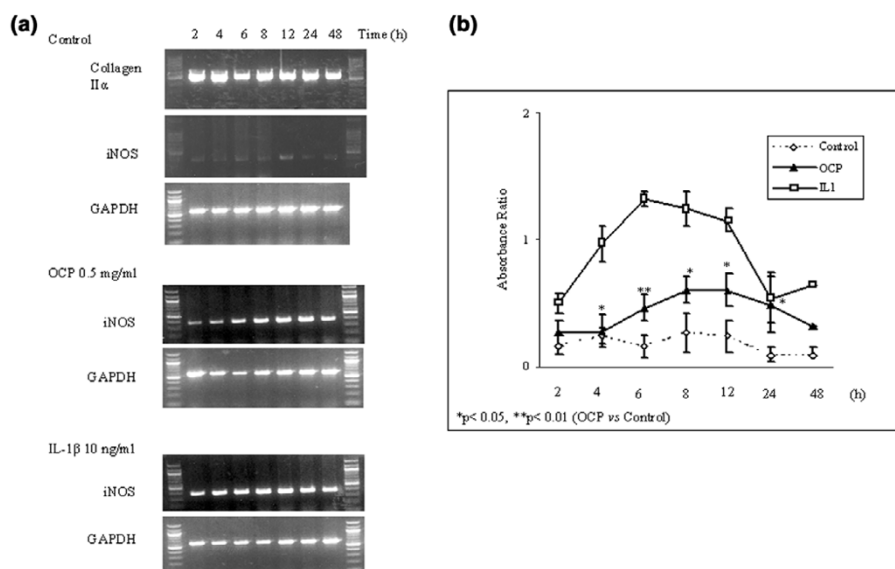 (a)
Control
2 4 6 8 12 24 48 Time (h)
Collagen
IIα
iNOS
GAPDH
OCP 0.5 mg/ml
iNOS
GAPDH
IL-1β 10 ng/ml
iNOS
GAPDH
(b)
2
Control
OCP
IL1
Absorbance Ratio
1
* ** * * *
0
2 4 6 8 12 24 48 (h)
*p< 0.05, **p< 0.01 (OCP vs Control)